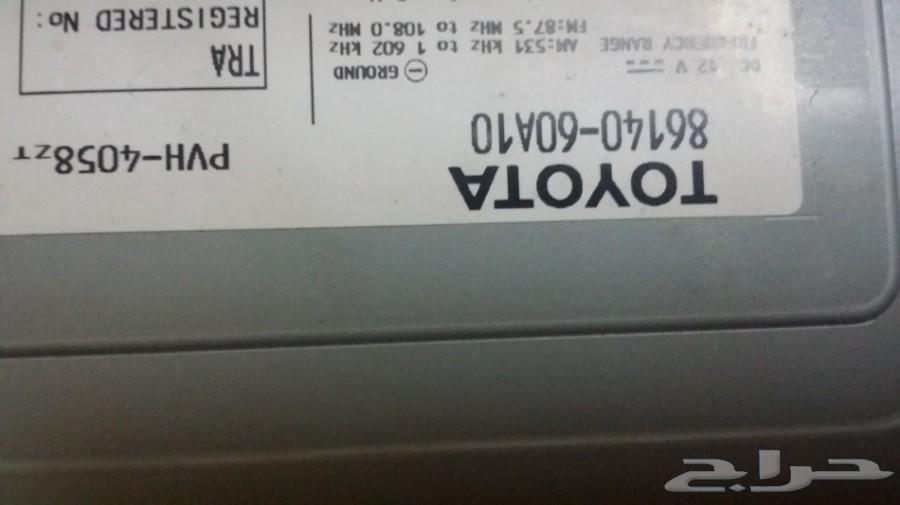 TOYOTA
86140-60A10
PVH-4058ZT
DC 12 V
GROUND
FREQUENCY RANGE AM:531 kHz to 1 602 kHz
FM:87.5 MHz to 108.0 MHz
TRA
REGISTERED No:
حراج